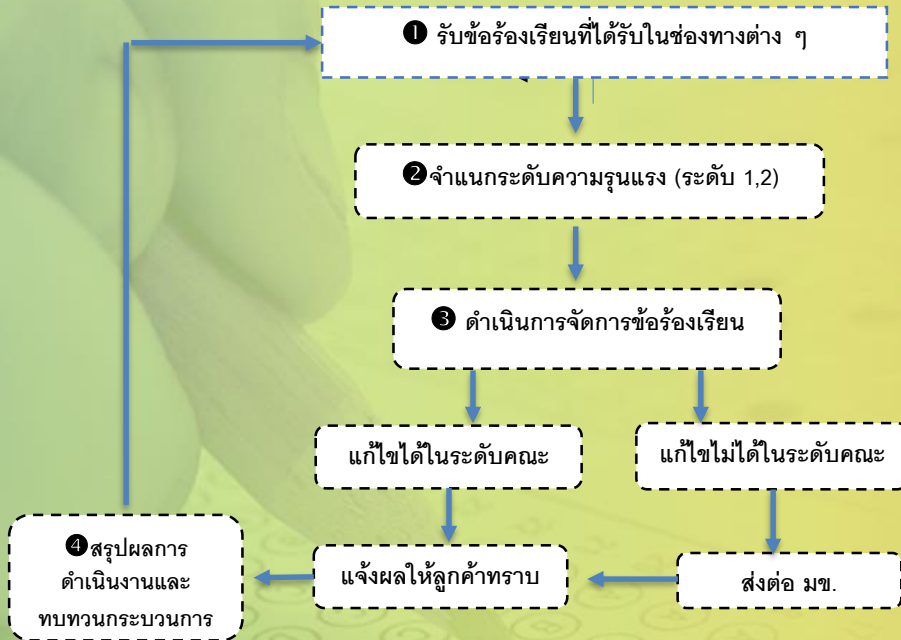 ❶ รับข้อร้องเรียนที่ได้รับในช่องทางต่าง ๆ
❷จำแนกระดับความรุนแรง (ระดับ 1,2)
❸ ดำเนินการจัดการข้อร้องเรียน
แก้ไขได้ในระดับคณะ
แก้ไขไม่ได้ในระดับคณะ
❹สรุปผลการ
ดำเนินงานและ
ทบทวนกระบวนการ
แจ้งผลให้ลูกค้าทราบ
ส่งต่อ มข.